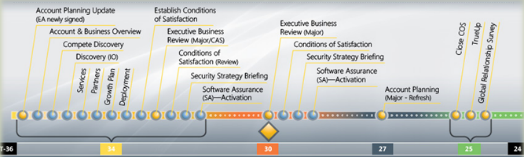 Account Planning Update
(EA newly signed)
Account & Business Overview
Compete Discovery
Discovery (IO)
Services
Partners
Growth Plan
Deployment
Establish Conditions
of Satisfaction
Executive Business
Review (Major/CAS)
Conditions of
Satisfaction (Review)
Security Strategy Briefing
Software Assurance
(SA)—Activation
Executive Business
Review (Major)
Conditions of Satisfaction
Security Strategy Briefing
Software Assurance
(SA)—Activation
Account Planning
(Major - Refresh)
Close COS
TrueUp
Global Relationship Survey
T-36
34
30
27
25
24